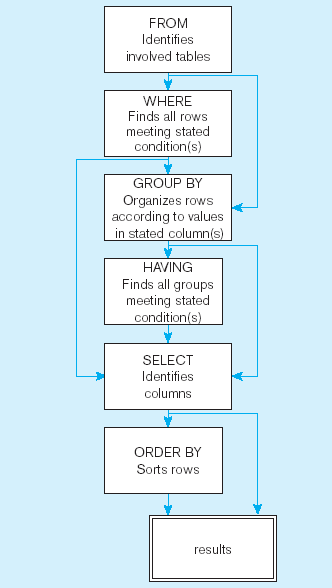 FROM
Identifies
involved tables
WHERE
Finds all rows
meeting stated
condition(s)
GROUP BY
Organizes rows
according to values
in stated column(s)
HAVING
Finds all groups
meeting stated
condition(s)
SELECT
Identifies
columns
ORDER BY
Sorts rows
results